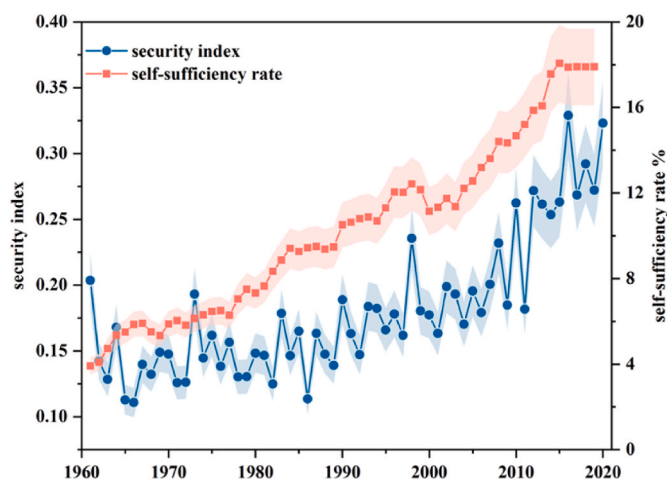 0.40
0.35
0.30
0.25
0.20
0.15
0.10
security index
security index
self-sufficiency rate
20
16
12
8
4
0
self-sufficiency rate %
1960 1970 1980 1990 2000 2010 2020